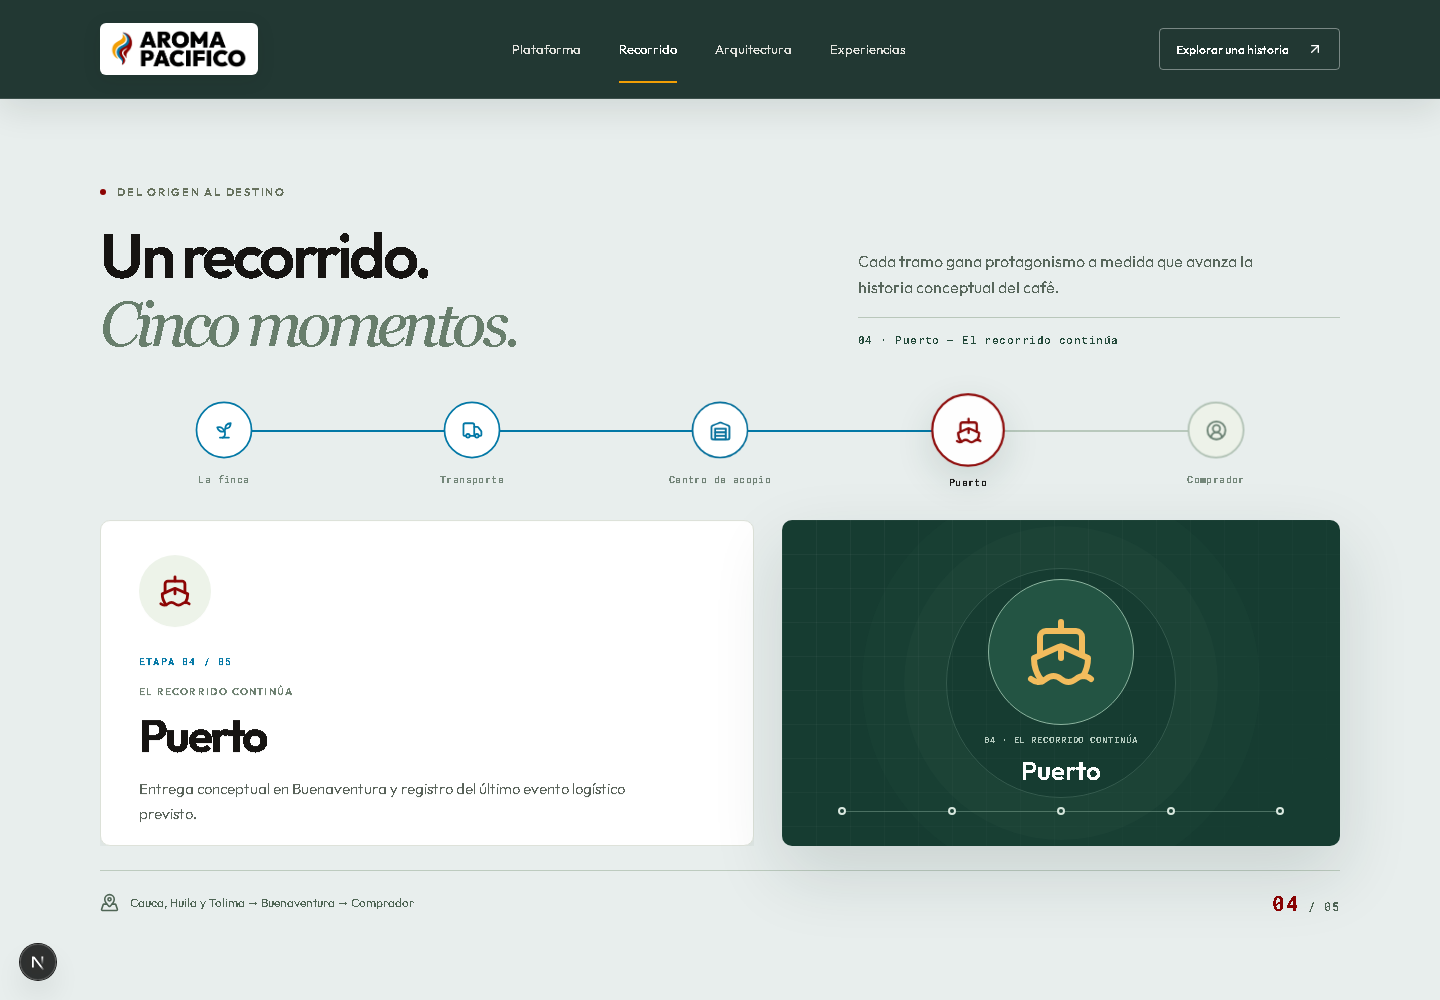 AROMA
PACIFICO
Plataforma
Recorrido
Arquitectura
Experiencias
Explorar una historia
DEL ORIGEN AL DESTINO
Un recorrido.
Cinco momentos.
Cada tramo gana protagonismo a medida que avanza la
historia conceptual del café.
04 · Puerto — El recorrido continúa
La finca
Transporte
Centro de acopio
Puerto
Comprador
ETAPA 04 / 05
EL RECORRIDO CONTINÚA
Puerto
Entrega conceptual en Buenaventura y registro del último evento logístico
previsto.
04 · EL RECORRIDO CONTINÚA
Puerto
Cauca, Huila y Tolima → Buenaventura → Comprador
04 / 05
N